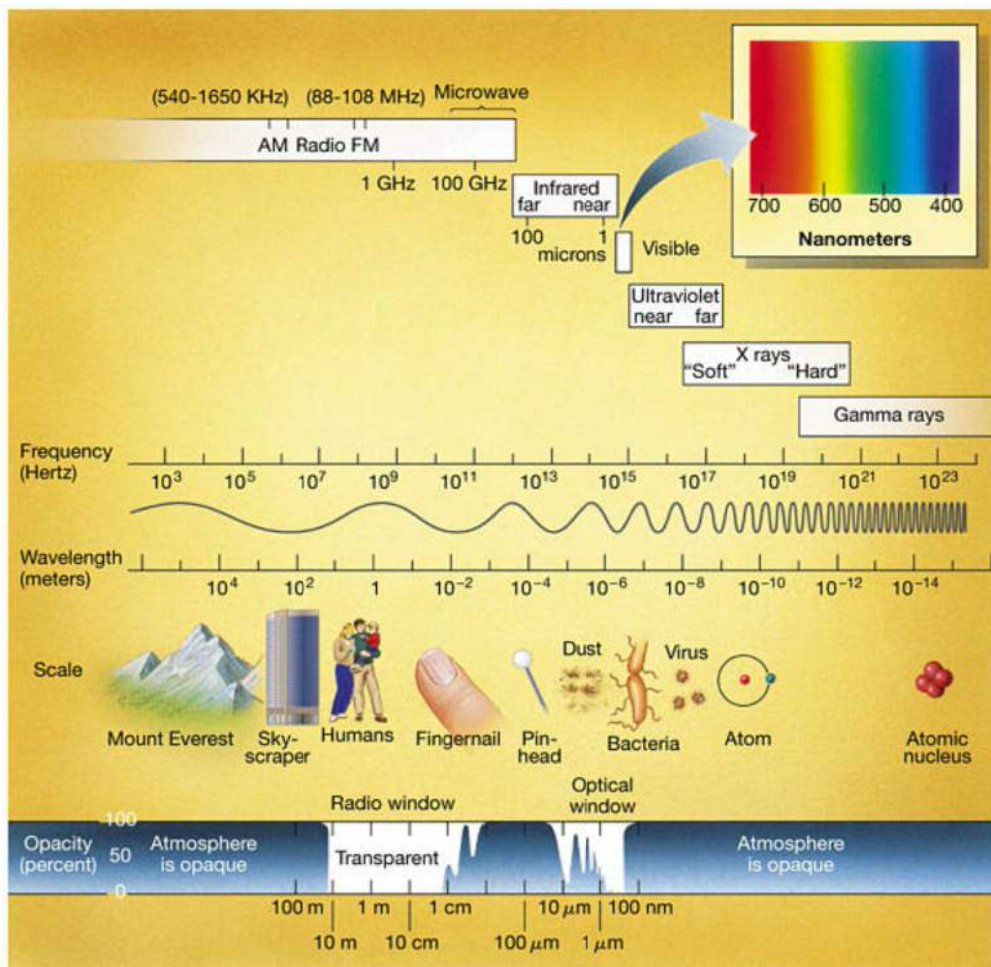 (540-1650 KHz) (88-108 MHz) Microwave
AM Radio FM
1 GHz 100 GHz
Infrared
far near
100 1
microns
Visible
700 600 500 400
Nanometers
Ultraviolet
near far
X rays
“Soft” “Hard”
Gamma rays
Frequency
(Hertz)
10³ 10⁵ 10⁷ 10⁹ 10¹¹ 10¹³ 10¹⁵ 10¹⁷ 10¹⁹ 10²¹ 10²³
Wavelength
(meters)
10⁴ 10² 1 10⁻² 10⁻⁴ 10⁻⁶ 10⁻⁸ 10⁻¹⁰ 10⁻¹² 10⁻¹⁴
Scale
Mount Everest
Sky-
scraper
Humans
Fingernail
Pin-
head
Dust
Bacteria
Virus
Atom
Atomic
nucleus
Radio window
Optical
window
Opacity
(percent)
100
50
0
Atmosphere
is opaque
Transparent
Atmosphere
is opaque
100 m 1 m 1 cm 10 μm 100 nm
10 m 10 cm 100 μm 1 μm